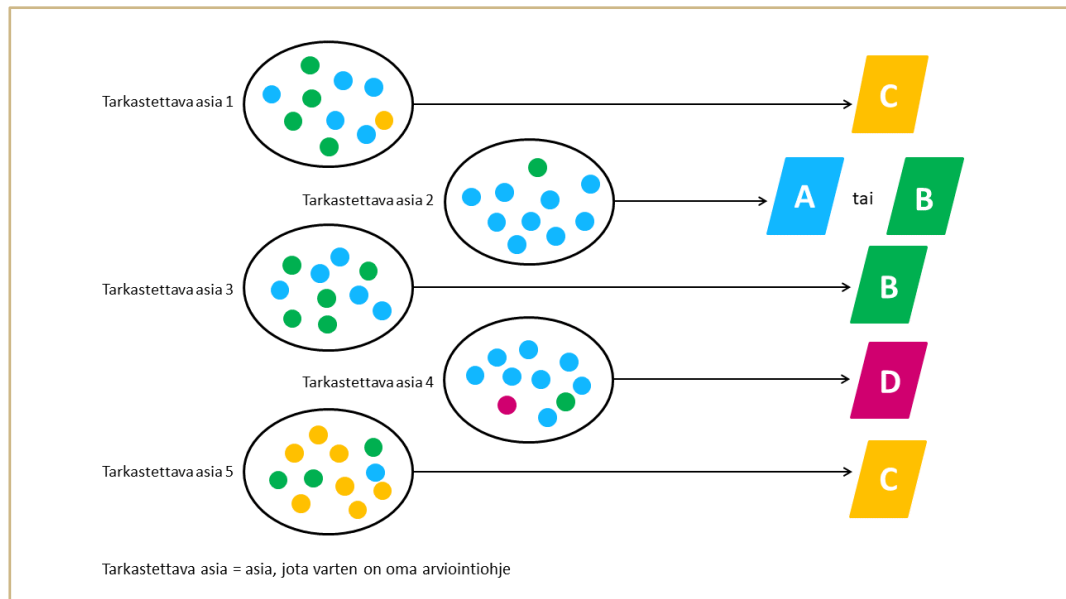 Tarkastettava asia 1
C
Tarkastettava asia 2
A tai B
Tarkastettava asia 3
B
Tarkastettava asia 4
D
Tarkastettava asia 5
C
Tarkastettava asia = asia, jota varten on oma arviointiohje